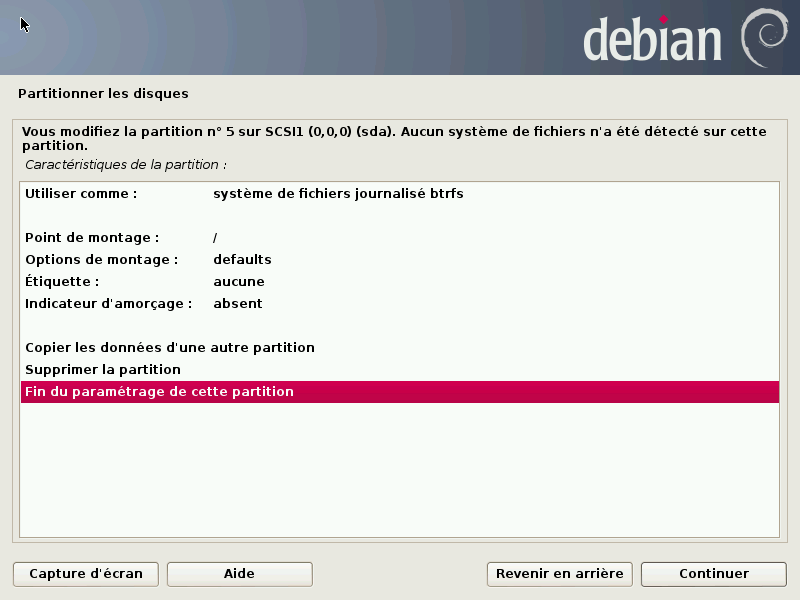 debian
Partitionner les disques
Vous modifiez la partition n° 5 sur SCSI1 (0,0,0) (sda). Aucun système de fichiers n'a été détecté sur cette
partition.
Caractéristiques de la partition :
Utiliser comme : système de fichiers journalisé btrfs
Point de montage : /
Options de montage : defaults
Étiquette : aucune
Indicateur d'amorçage : absent
Copier les données d'une autre partition
Supprimer la partition
Fin du paramétrage de cette partition
Capture d'écran Aide Revenir en arrière Continuer